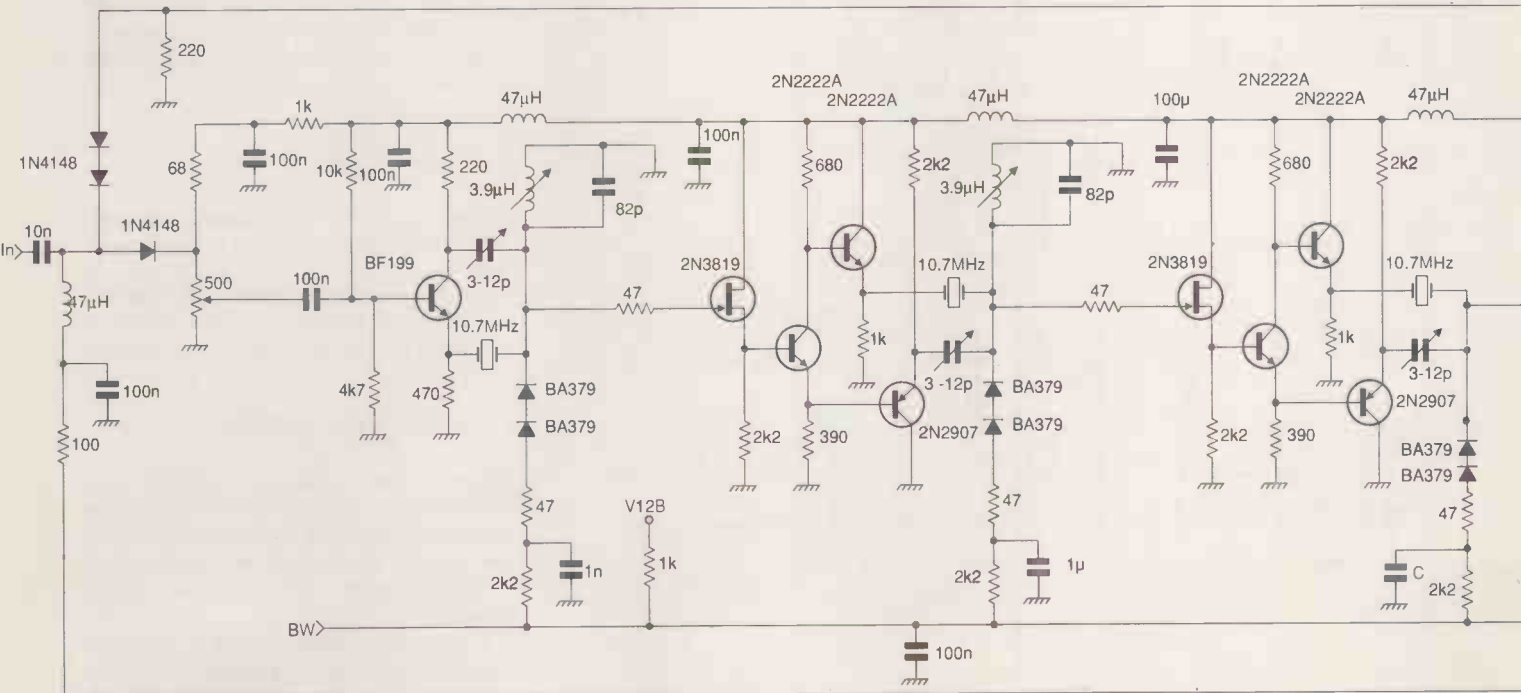 220
2N2222A
2N2222A
2N2222A
2N2222A
47µH
47µH
100µ
47µH
1k
1N4148
68
100n
10k
100n
220
3.9µH
82p
100n
680
2k2
3.9µH
82p
680
2k2
10n
In
1N4148
500
47µH
100n
BF199
3-12p
10.7MHz
47
2N3819
10.7MHz
1k
3-12p
47
2N3819
10.7MHz
1k
3-12p
100n
4k7
470
BA379
BA379
2k2
390
2N2907
BA379
BA379
2k2
390
2N2907
BA379
BA379
100
47
V12B
1k
47
47
2k2
1n
2k2
1µ
C
2k2
BW
100n